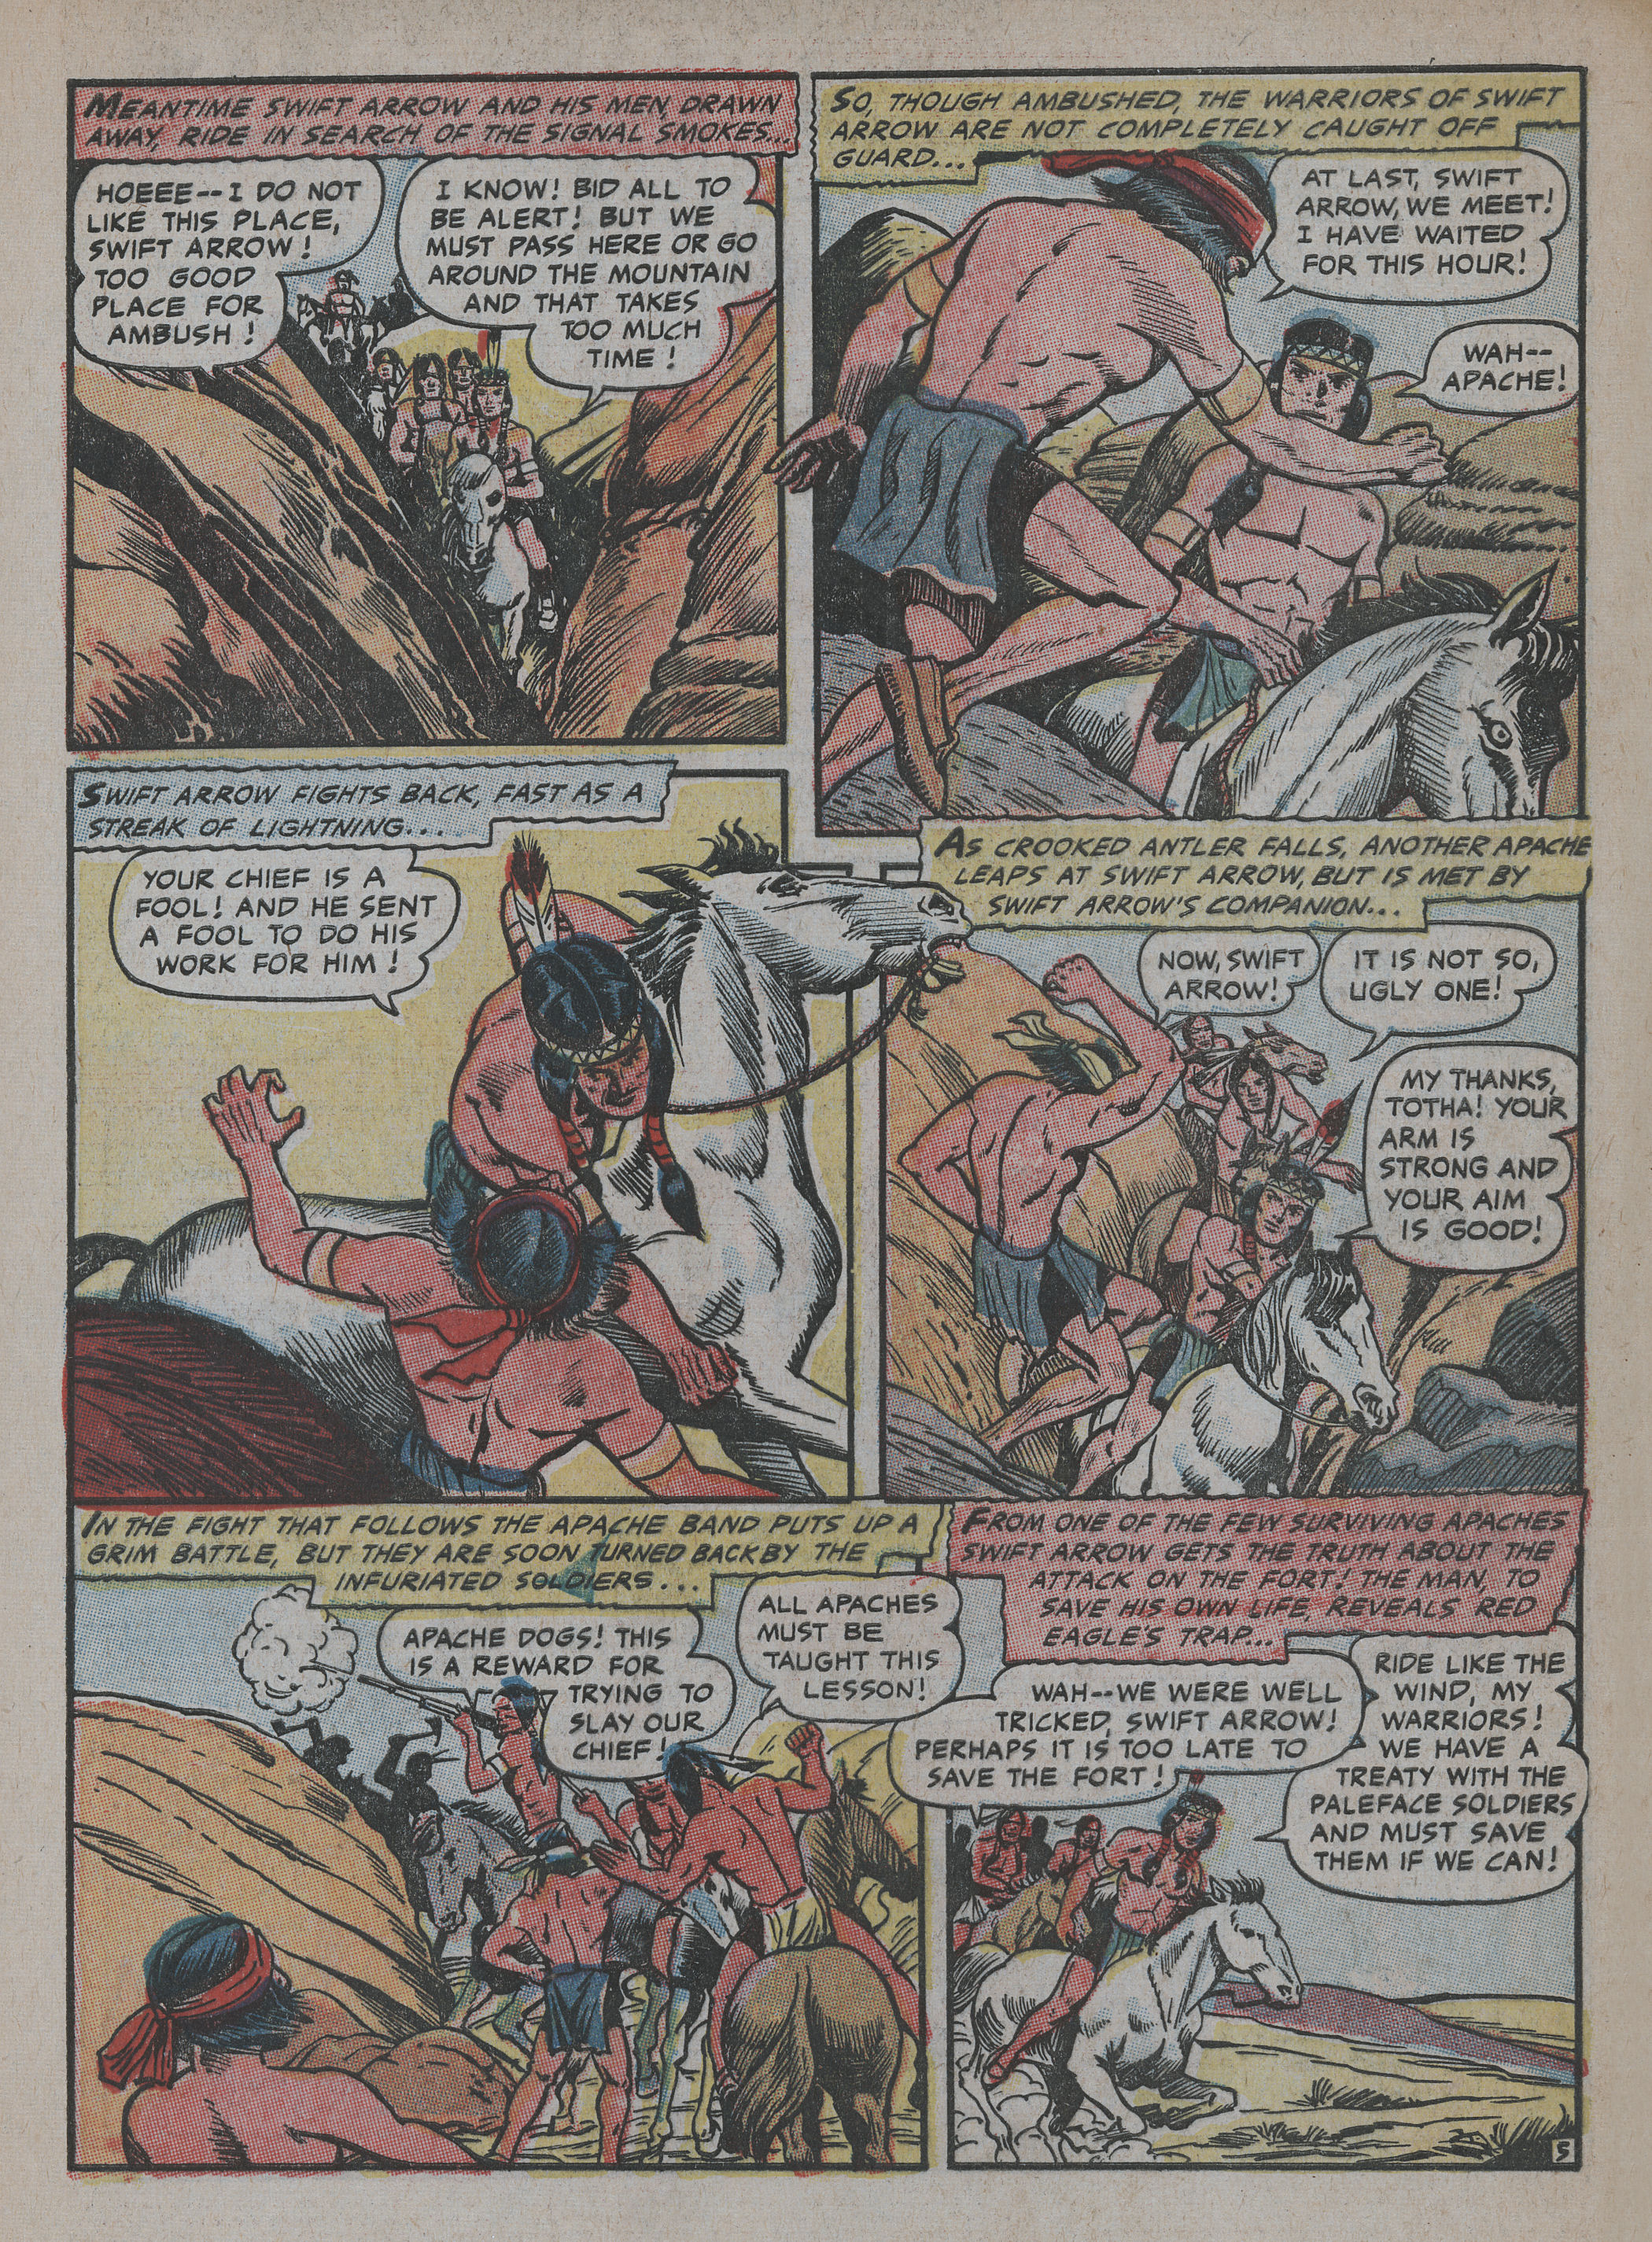 MEANTIME SWIFT ARROW AND HIS MEN, DRAWN
AWAY, RIDE IN SEARCH OF THE SIGNAL SMOKES...
HOEEE--I DO NOT
LIKE THIS PLACE,
SWIFT ARROW!
TOO GOOD
PLACE FOR
AMBUSH!
I KNOW! BID ALL TO
BE ALERT! BUT WE
MUST PASS HERE OR GO
AROUND THE MOUNTAIN
AND THAT TAKES
TOO MUCH
TIME!
SO, THOUGH AMBUSHED, THE WARRIORS OF SWIFT
ARROW ARE NOT COMPLETELY CAUGHT OFF
GUARD...
AT LAST, SWIFT
ARROW, WE MEET!
I HAVE WAITED
FOR THIS HOUR!
WAH--
APACHE!
SWIFT ARROW FIGHTS BACK, FAST AS A
STREAK OF LIGHTNING...
YOUR CHIEF IS A
FOOL! AND HE SENT
A FOOL TO DO HIS
WORK FOR HIM!
AS CROOKED ANTLER FALLS, ANOTHER APACHE
LEAPS AT SWIFT ARROW, BUT IS MET BY
SWIFT ARROW'S COMPANION...
NOW, SWIFT
ARROW!
IT IS NOT SO,
UGLY ONE!
MY THANKS,
TOTHA! YOUR
ARM IS
STRONG AND
YOUR AIM
IS GOOD!
IN THE FIGHT THAT FOLLOWS THE APACHE BAND PUTS UP A
GRIM BATTLE, BUT THEY ARE SOON TURNED BACK BY THE
INFURIATED SOLDIERS...
APACHE DOGS! THIS
IS A REWARD FOR
TRYING TO
SLAY OUR
CHIEF!
ALL APACHES
MUST BE
TAUGHT THIS
LESSON!
FROM ONE OF THE FEW SURVIVING APACHES
SWIFT ARROW GETS THE TRUTH ABOUT THE
ATTACK ON THE FORT! THE MAN, TO
SAVE HIS OWN LIFE, REVEALS RED
EAGLE'S TRAP...
WAH--WE WERE WELL
TRICKED, SWIFT ARROW!
PERHAPS IT IS TOO LATE TO
SAVE THE FORT!
RIDE LIKE THE
WIND, MY
WARRIORS!
WE HAVE A
TREATY WITH THE
PALEFACE SOLDIERS
AND MUST SAVE
THEM IF WE CAN!
5